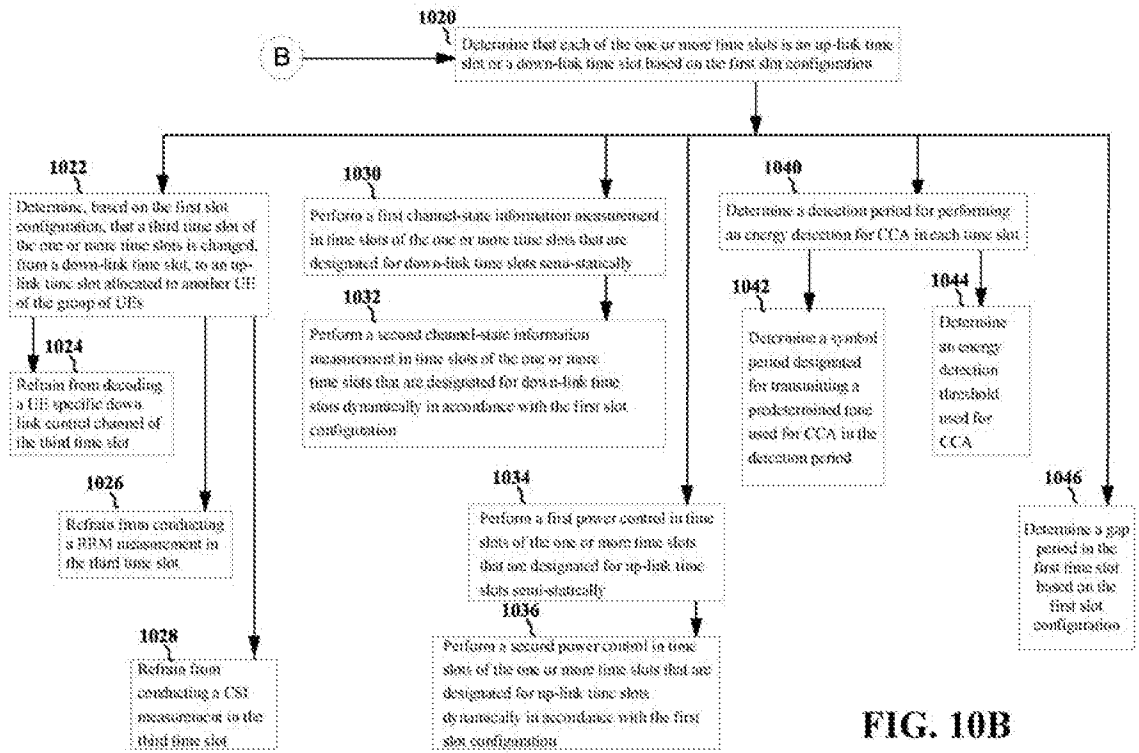 1020
B
Determine that each of the one or more time slots is an up-link time
slot or a down-link time slot based on the first slot configuration
1022
Determine, based on the first slot
configuration, that a third time slot of
the one or more time slots is changed,
from a down-link time slot, to an up-
link time slot allocated to another UE
of the group of UEs
1024
Refrain from decoding
a UE specific down
link control channel of
the third time slot
1026
Refrain from conducting
a RRM measurement in
the third time slot
1028
Refrain from
conducting a CSI
measurement in the
third time slot
1030
Perform a first channel-state information measurement
in time slots of the one or more time slots that are
designated for down-link time slots semi-statically
1032
Perform a second channel-state information
measurement in time slots of the one or more
time slots that are designated for down-link time
slots dynamically in accordance with the first slot
configuration
1034
Perform a first power control in time
slots of the one or more time slots
that are designated for up-link time
slots semi-statically
1036
Perform a second power control in time
slots of the one or more time slots that are
designated for up-link time slots
dynamically in accordance with the first
slot configuration
1040
Determine a detection period for performing
an energy detection for CCA in each time slot
1042
Determine a symbol
period designated
for transmitting a
predetermined tone
used for CCA in the
detection period
1044
Determine
an energy
detection
threshold
used for
CCA
1046
Determine a gap
period in the
first time slot
based on the
first slot
configuration
FIG. 10B